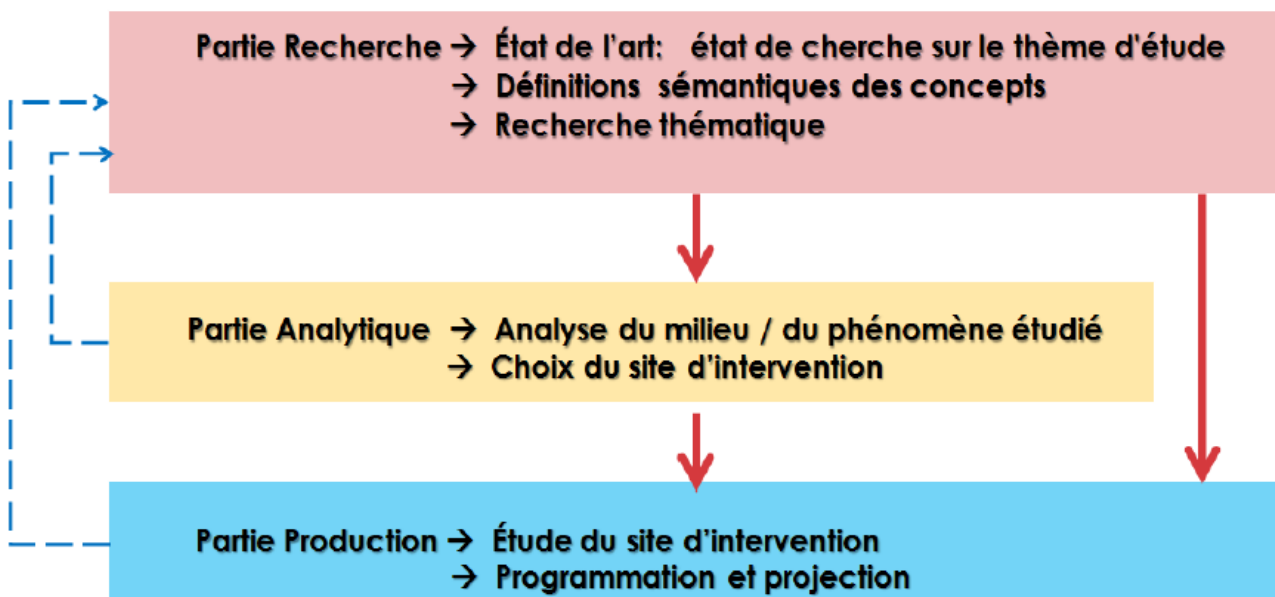 Partie Recherche → État de l'art: état de cherche sur le thème d'étude
→ Définitions sémantiques des concepts
→ Recherche thématique
Partie Analytique → Analyse du milieu / du phénomène étudié
→ Choix du site d'intervention
Partie Production → Étude du site d'intervention
→ Programmation et projection